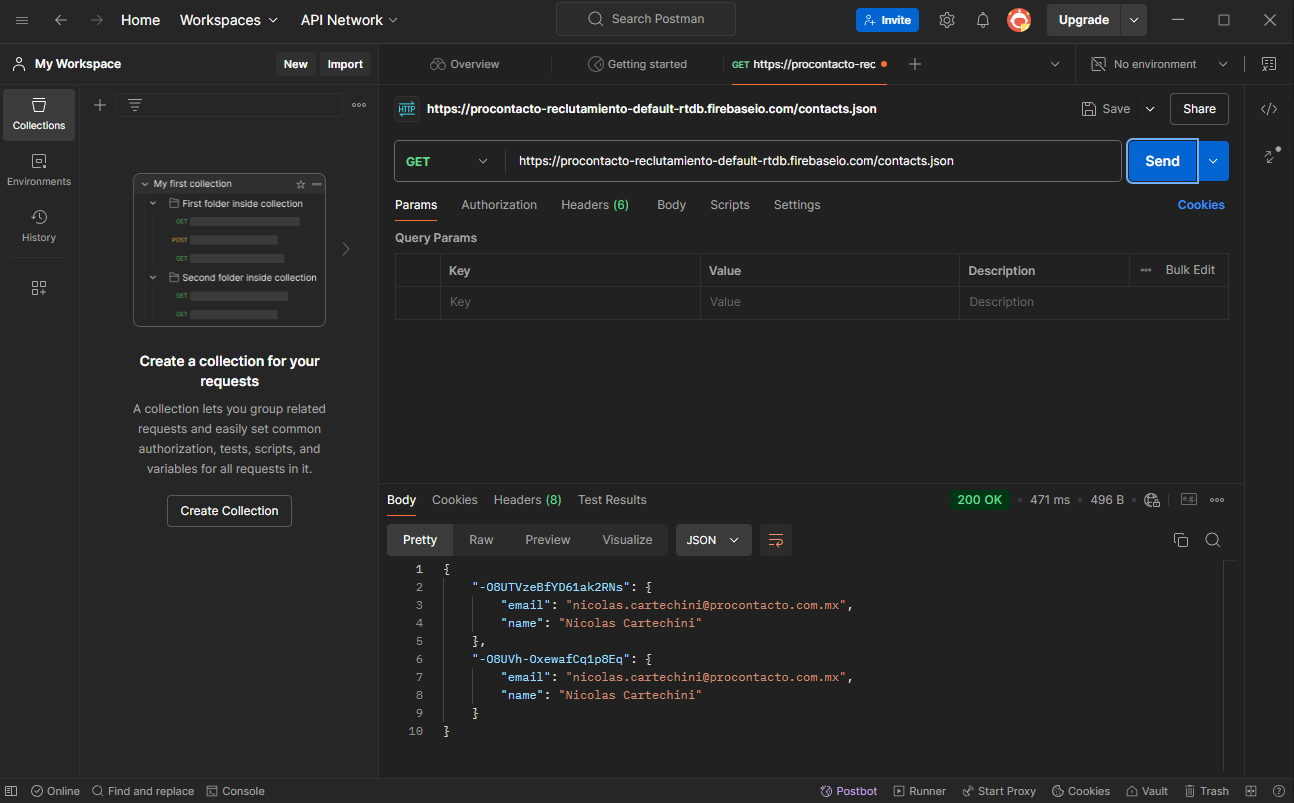 Home Workspaces API Network Search Postman Invite Upgrade
My Workspace New Import Overview Getting started GET https://procontacto-rec No environment
Collections
Environments
History
My first collection
First folder inside collection
GET
POST
GET
Second folder inside collection
GET
GET
Create a collection for your
requests
A collection lets you group related
requests and easily set common
authorization, tests, scripts, and
variables for all requests in it.
Create Collection
HTTP https://procontacto-reclutamiento-default-rtdb.firebaseio.com/contacts.json Save Share
GET https://procontacto-reclutamiento-default-rtdb.firebaseio.com/contacts.json Send
Params Authorization Headers (6) Body Scripts Settings Cookies
Query Params
Key Value Description Bulk Edit
Key Value Description
Body Cookies Headers (8) Test Results 200 OK 471 ms 496 B e.g.
Pretty Raw Preview Visualize JSON
1 {
2 "-O8UTVzeBfYD61ak2RNs": {
3 "email": "nicolas.cartechini@procontacto.com.mx",
4 "name": "Nicolas Cartechini"
5 },
6 "-O8UVh-OxewafCq1p8Eq": {
7 "email": "nicolas.cartechini@procontacto.com.mx",
8 "name": "Nicolas Cartechini"
9 }
10 }
Online Find and replace Console Postbot Runner Start Proxy Cookies Vault Trash